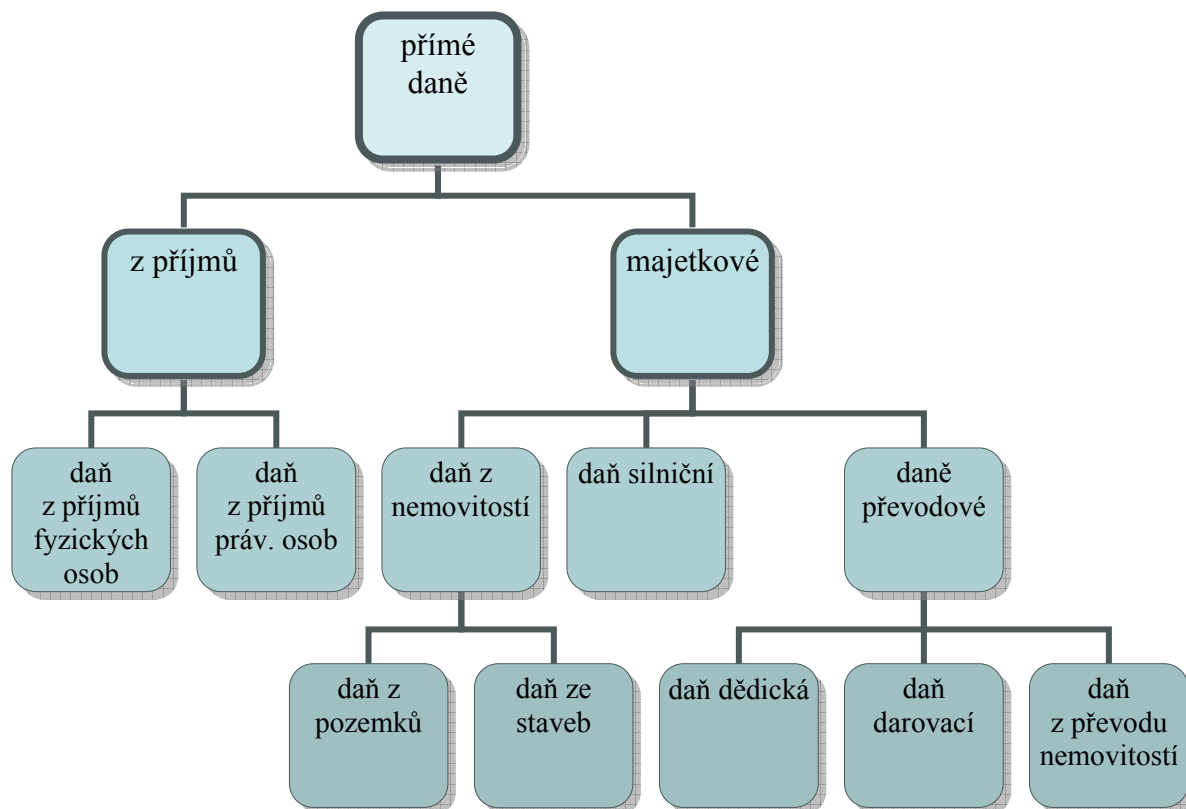 přímé
daně
z příjmů
majetkové
daň
z příjmů
fyzických
osob
daň
z příjmů
práv. osob
daň z
nemovitostí
daň silniční
daně
převodové
daň z
pozemků
daň ze
staveb
daň dědická
daň
darovací
daň
z převodu
nemovitostí